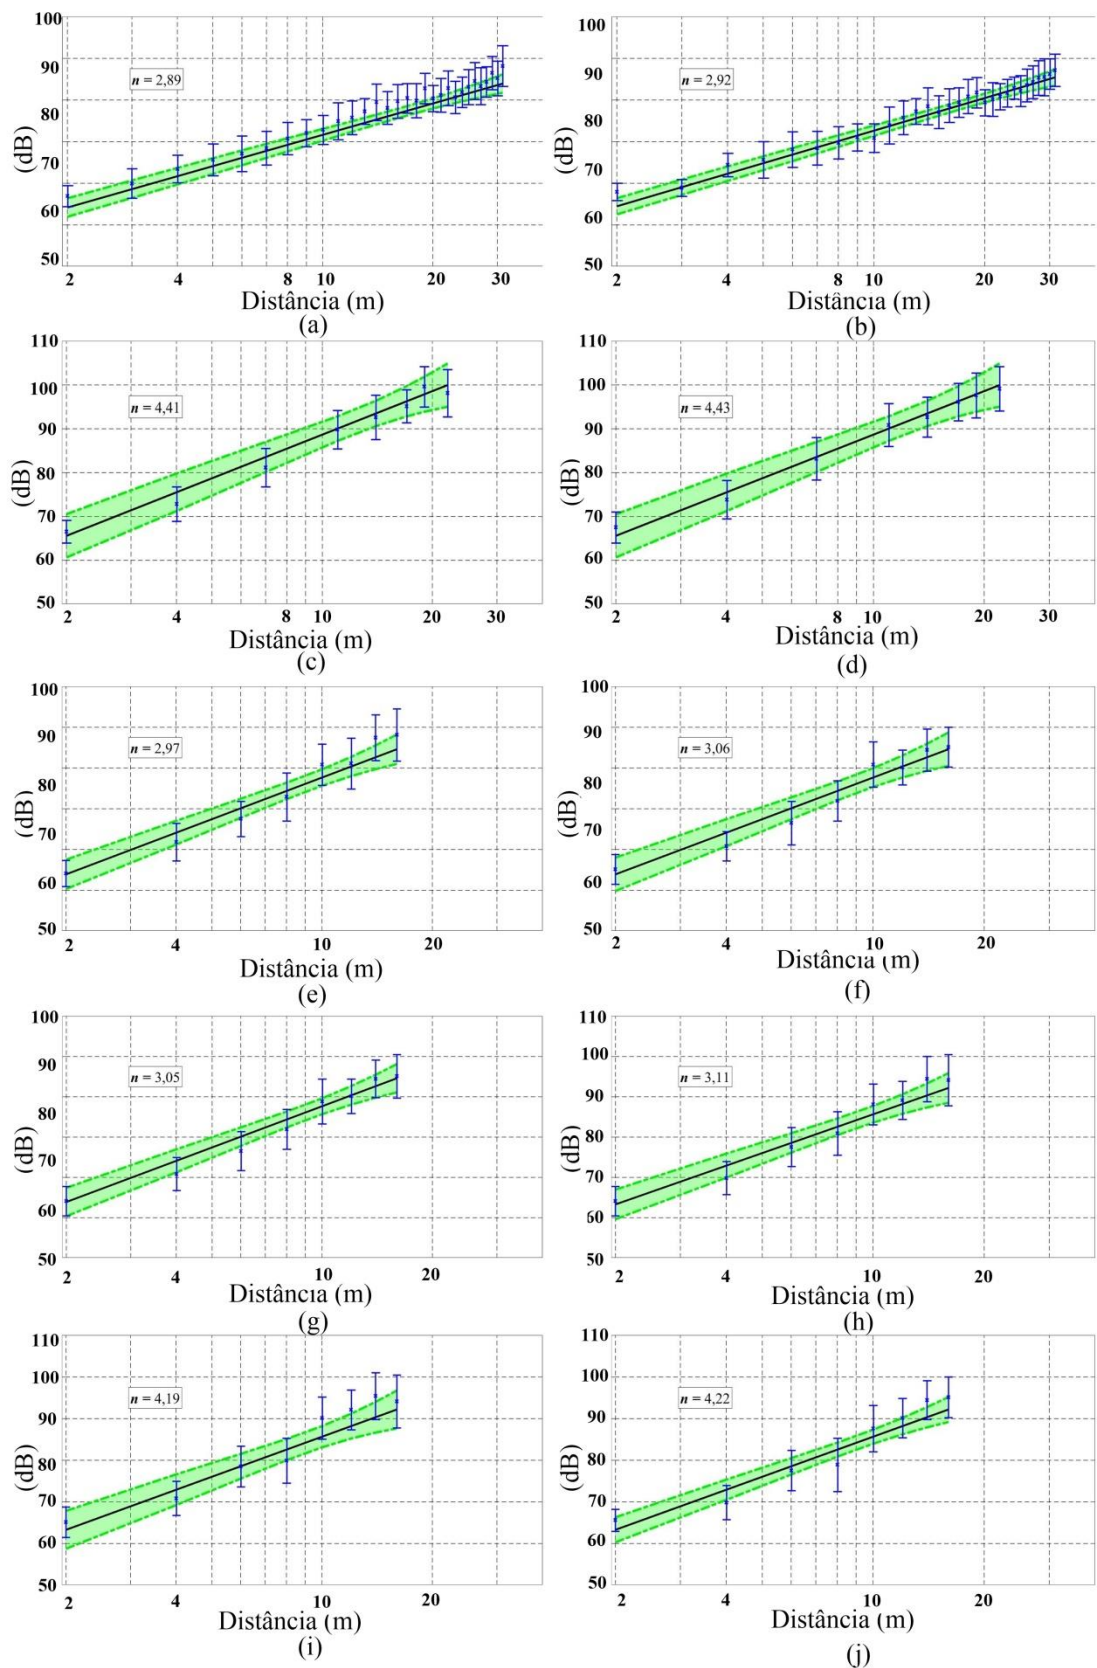 100
90
80
70
60
50
(dB)
n = 2,89
2
4
8
10
20
30
Distância (m)
(a)
100
90
80
70
60
50
(dB)
n = 2,92
2
4
8
10
20
30
Distância (m)
(b)
110
100
90
80
70
60
50
(dB)
n = 4,41
2
4
8
10
20
30
Distância (m)
(c)
110
100
90
80
70
60
50
(dB)
n = 4,43
2
4
8
10
20
30
Distância (m)
(d)
100
90
80
70
60
50
(dB)
n = 2,97
2
4
10
20
Distância (m)
(e)
100
90
80
70
60
50
(dB)
n = 3,06
2
4
10
20
Distância (m)
(f)
100
90
80
70
60
50
(dB)
n = 3,05
2
4
10
20
Distância (m)
(g)
110
100
90
80
70
60
50
(dB)
n = 3,11
2
4
10
20
Distância (m)
(h)
110
100
90
80
70
60
50
(dB)
n = 4,19
2
4
10
20
Distância (m)
(i)
110
100
90
80
70
60
50
(dB)
n = 4,22
2
4
10
20
Distância (m)
(j)